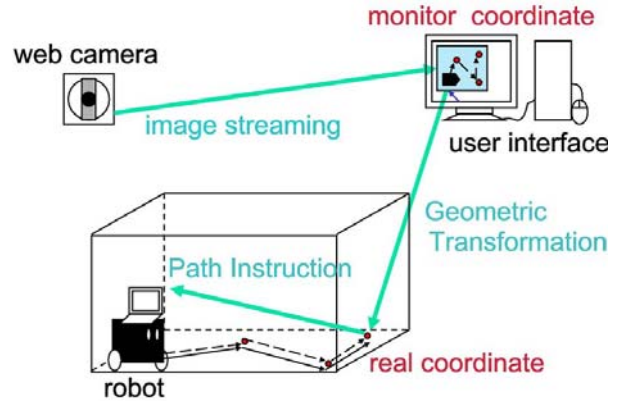 monitor coordinate
web camera
image streaming
user interface
Geometric
Transformation
Path Instruction
real coordinate
robot